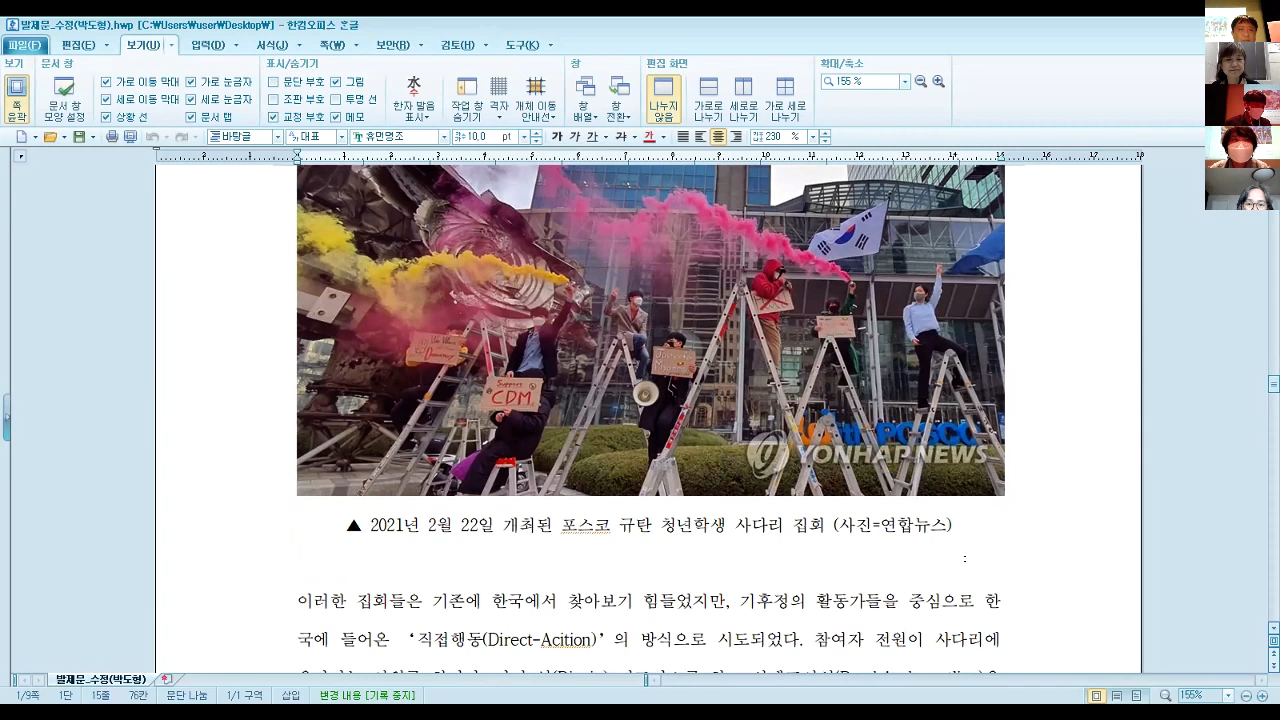 발제문_수정(박도형).hwp [C:₩Users₩user₩Desktop₩] - 한컴오피스 한글
파일(F) 편집(E) 보기(U) 입력(D) 서식(J) 쪽(W) 보안(R) 검토(H) 도구(K)
보기 문서 창 표시/숨기기 창 편집 화면 확대/축소
쪽 윤곽
문서 창 모양 설정
가로 이동 막대 가로 눈금자
세로 이동 막대 세로 눈금자
상황 선 문서 탭
문단 부호 그림
조판 부호 투명 선
교정 부호 메모
한자 발음 표시
작업 창 숨기기
격자
개체 이동 안내선
창 배열
창 전환
나누지 않음
가로로 나누기
세로로 나누기
가로 세로 나누기
155 %
바탕글 대표 휴먼명조 10.0 pt 가 가 가 가 가 230 %
Support CDM
YONHAP NEWS
▲ 2021년 2월 22일 개최된 포스코 규탄 청년학생 사다리 집회 (사진=연합뉴스)
이러한 집회들은 기존에 한국에서 찾아보기 힘들었지만, 기후정의 활동가들을 중심으로 한
국에 들어온 ‘직접행동(Direct-Acition)’의 방식으로 시도되었다. 참여자 전원이 사다리에
발제문_수정(박도형)
1/9쪽 1단 15줄 76칸 문단 나눔 1/1 구역 삽입 변경 내용 [기록 중지] 155%